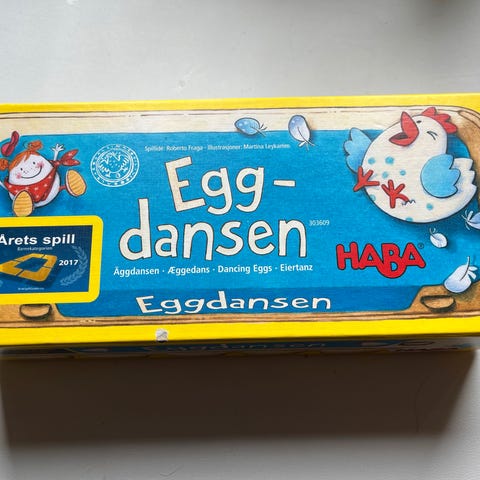 Spillidé: Roberto Fraga · Illustrasjoner: Martina Leykamm
Egg-
dansen
303609
HABA®
Äggdansen · Æggedans · Dancing Eggs · Eiertanz
Eggdansen
Årets spill
Barnekategorien
2017